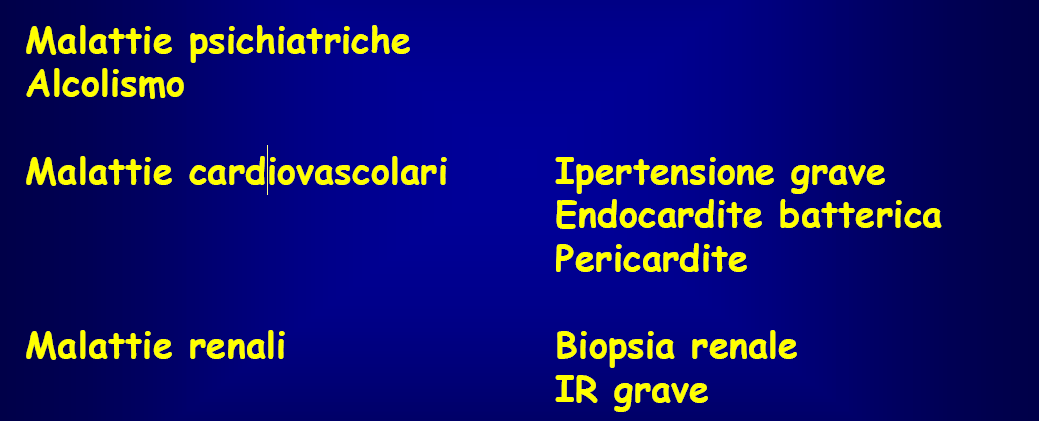 Malattie psichiatriche
Alcolismo
Malattie cardiovascolari Ipertensione grave
Endocardite batterica
Pericardite
Malattie renali Biopsia renale
IR grave